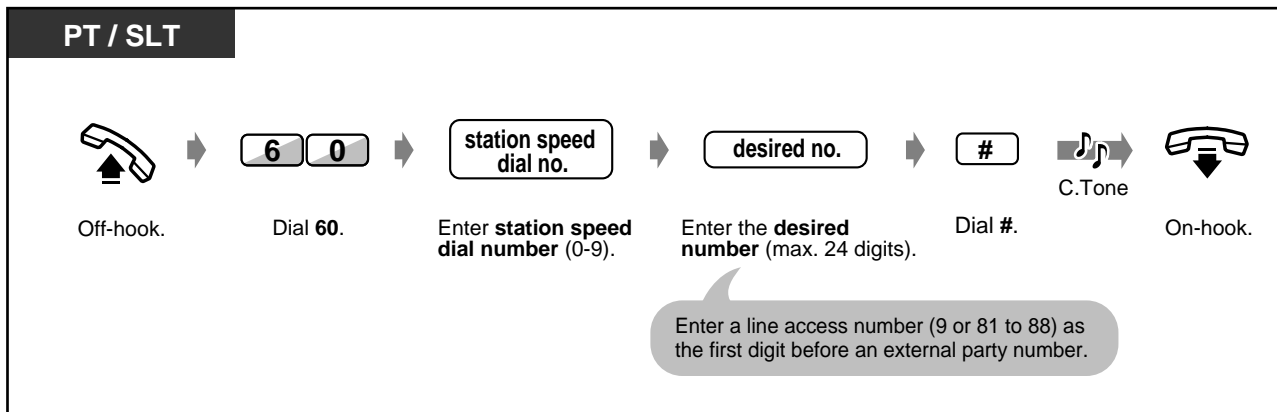 PT / SLT
6 0
station speed
dial no.
desired no.
#
C.Tone
Off-hook.
Dial 60.
Enter station speed
dial number (0-9).
Enter the desired
number (max. 24 digits).
Dial #.
On-hook.
Enter a line access number (9 or 81 to 88) as
the first digit before an external party number.